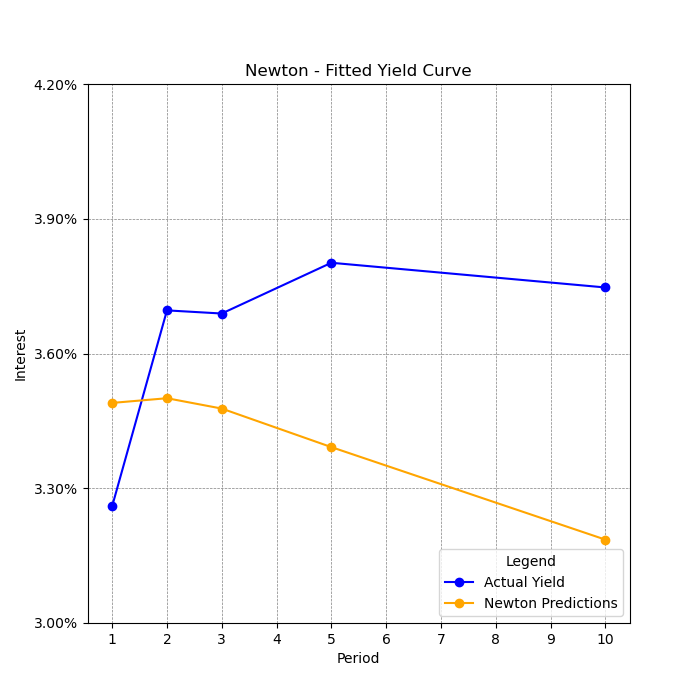 Newton - Fitted Yield Curve
4.20%
3.90%
3.60%
3.30%
3.00%
Interest
1 2 3 4 5 6 7 8 9 10
Period
Legend
Actual Yield
Newton Predictions